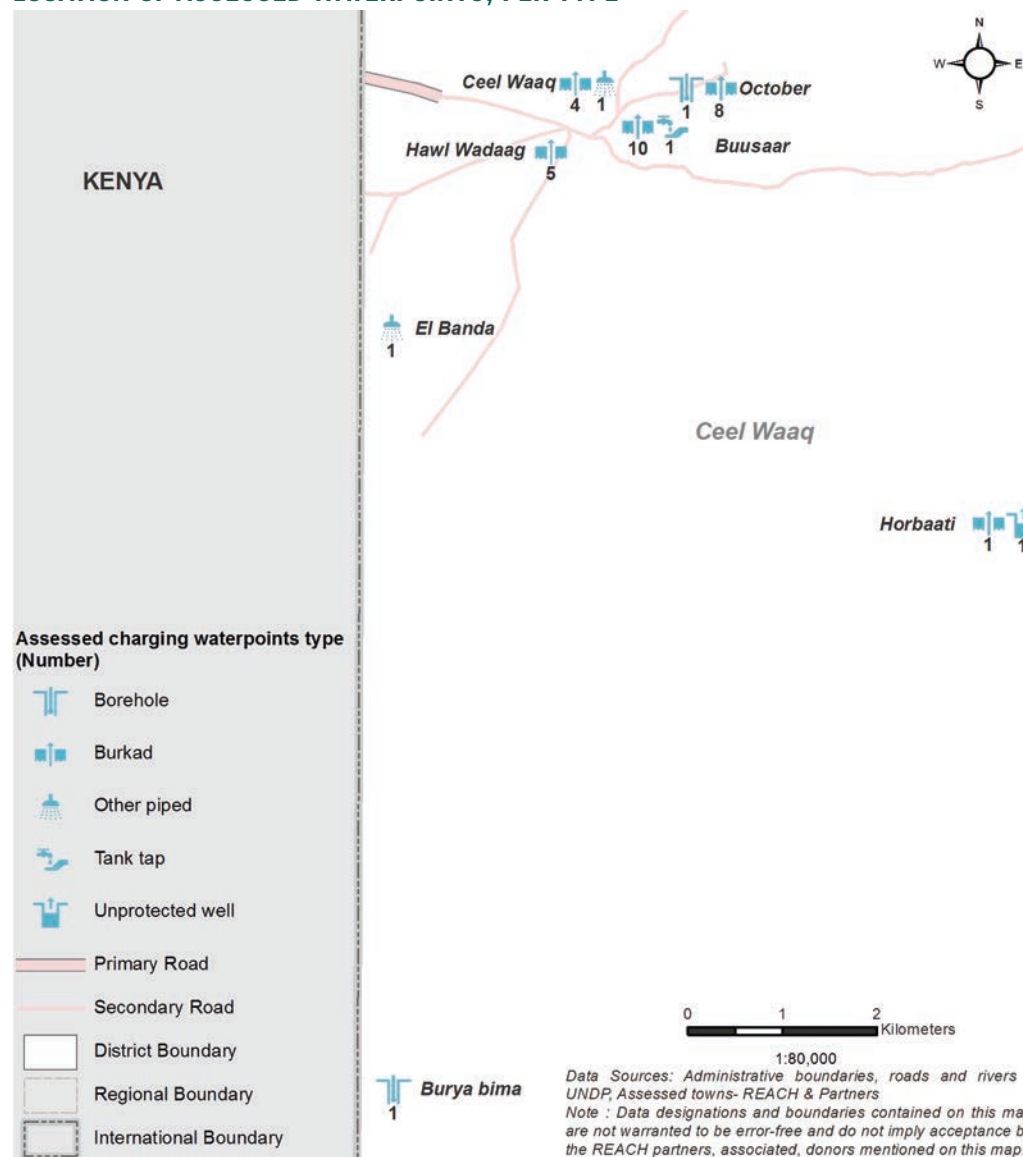 N
W E
S
Ceel Waaq
4 1
October
1 8
Buusaar
10 1
Hawl Wadaag
5
KENYA
El Banda
1
Ceel Waaq
Horbaati
1 1
Assessed charging waterpoints type
(Number)
Borehole
Burkad
Other piped
Tank tap
Unprotected well
Primary Road
Secondary Road
District Boundary
Regional Boundary
International Boundary
Burya bima
1
0 1 2
Kilometers
1:80,000
Data Sources: Administrative boundaries, roads and rivers
UNDP, Assessed towns- REACH & Partners
Note : Data designations and boundaries contained on this
are not warranted to be error-free and do not imply acceptance
the REACH partners, associated, donors mentioned on this map.